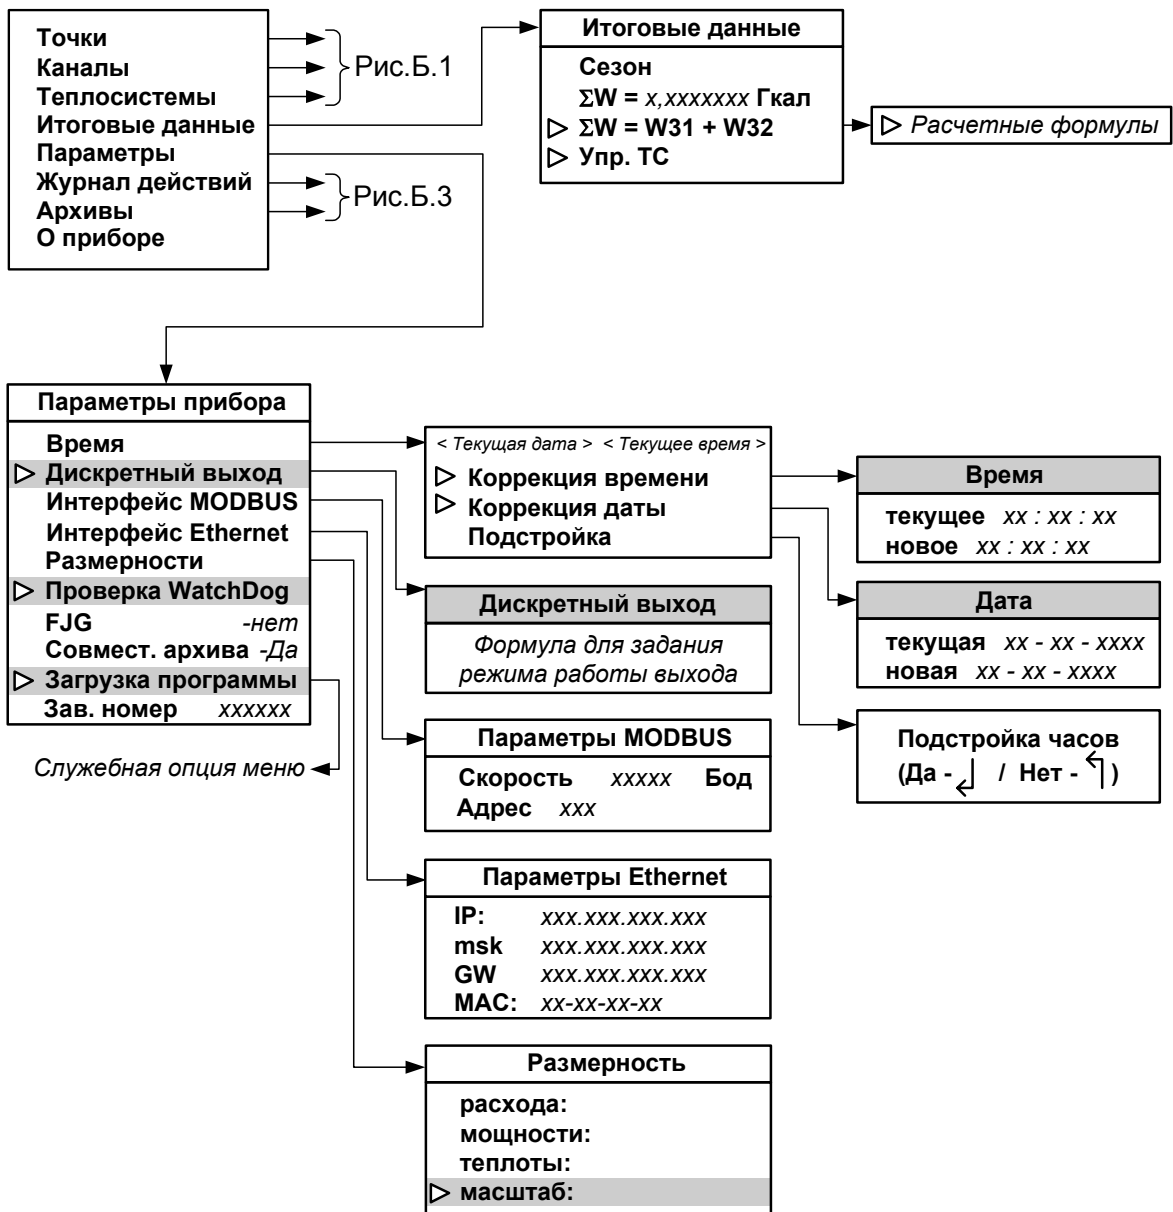 Точки
Каналы
Теплосистемы
Итоговые данные
Параметры
Журнал действий
Архивы
О приборе
Рис.Б.1
Рис.Б.3
Итоговые данные
Сезон
ΣW = x,xxxxxxx Гкал
▷ ΣW = W31 + W32
▷ Упр. ТС
▷ Расчетные формулы
Параметры прибора
Время
▷ Дискретный выход
Интерфейс MODBUS
Интерфейс Ethernet
Размерности
▷ Проверка WatchDog
FJG -нет
Совмест. архива -Да
▷ Загрузка программы
Зав. номер xxxxxx
Служебная опция меню
< Текущая дата > < Текущее время >
▷ Коррекция времени
▷ Коррекция даты
Подстройка
Время
текущее xx : xx : xx
новое xx : xx : xx
Дата
текущая xx - xx - xxxx
новая xx - xx - xxxx
Подстройка часов
(Да - ↲ / Нет - ↰)
Дискретный выход
Формула для задания
режима работы выхода
Параметры MODBUS
Скорость xxxxx Бод
Адрес xxx
Параметры Ethernet
IP: xxx.xxx.xxx.xxx
msk xxx.xxx.xxx.xxx
GW xxx.xxx.xxx.xxx
MAC: xx-xx-xx-xx
Размерность
расхода:
мощности:
теплоты:
▷ масштаб: